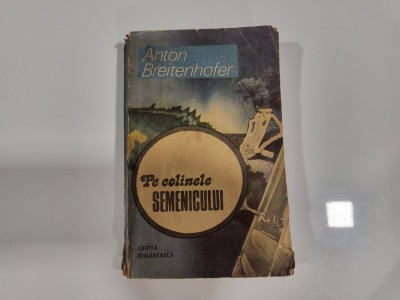 Anton
Breitenhofer
Pe colinele
SEMENICULUI
CARTEA
ROMÂNEASCĂ